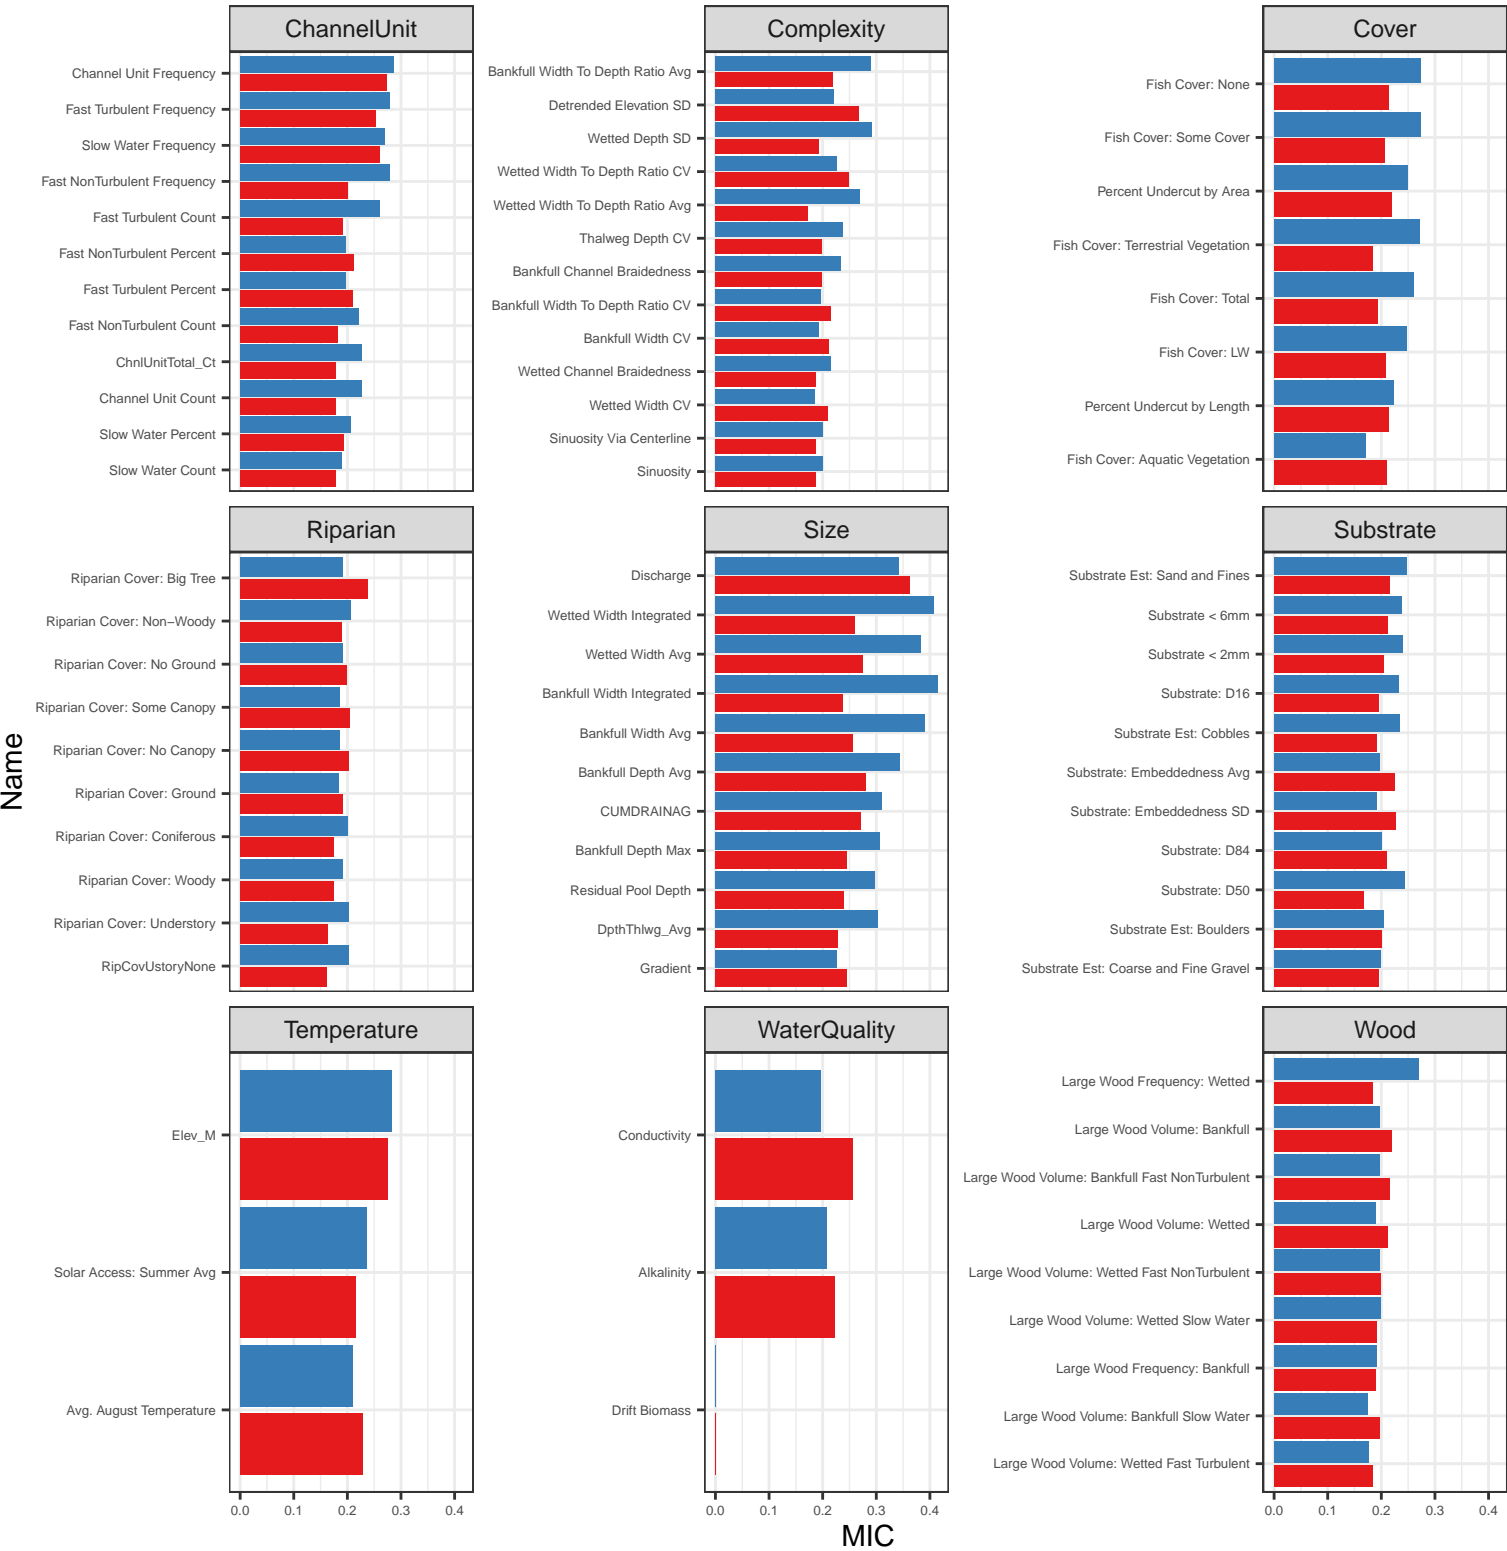 ChannelUnit
Channel Unit Frequency
Fast Turbulent Frequency
Slow Water Frequency
Fast NonTurbulent Frequency
Fast Turbulent Count
Fast NonTurbulent Percent
Fast Turbulent Percent
Fast NonTurbulent Count
ChnlUnitTotal_Ct
Channel Unit Count
Slow Water Percent
Slow Water Count
Complexity
Bankfull Width To Depth Ratio Avg
Detrended Elevation SD
Wetted Depth SD
Wetted Width To Depth Ratio CV
Wetted Width To Depth Ratio Avg
Thalweg Depth CV
Bankfull Channel Braidedness
Bankfull Width To Depth Ratio CV
Bankfull Width CV
Wetted Channel Braidedness
Wetted Width CV
Sinuosity Via Centerline
Sinuosity
Cover
Fish Cover: None
Fish Cover: Some Cover
Percent Undercut by Area
Fish Cover: Terrestrial Vegetation
Fish Cover: Total
Fish Cover: LW
Percent Undercut by Length
Fish Cover: Aquatic Vegetation
Riparian
Riparian Cover: Big Tree
Riparian Cover: Non−Woody
Riparian Cover: No Ground
Riparian Cover: Some Canopy
Riparian Cover: No Canopy
Riparian Cover: Ground
Riparian Cover: Coniferous
Riparian Cover: Woody
Riparian Cover: Understory
RipCovUstoryNone
Size
Discharge
Wetted Width Integrated
Wetted Width Avg
Bankfull Width Integrated
Bankfull Width Avg
Bankfull Depth Avg
CUMDRAINAG
Bankfull Depth Max
Residual Pool Depth
DpthThlwg_Avg
Gradient
Substrate
Substrate Est: Sand and Fines
Substrate < 6mm
Substrate < 2mm
Substrate: D16
Substrate Est: Cobbles
Substrate: Embeddedness Avg
Substrate: Embeddedness SD
Substrate: D84
Substrate: D50
Substrate Est: Boulders
Substrate Est: Coarse and Fine Gravel
Temperature
Elev_M
Solar Access: Summer Avg
Avg. August Temperature
0.0 0.1 0.2 0.3 0.4
WaterQuality
Conductivity
Alkalinity
Drift Biomass
0.0 0.1 0.2 0.3 0.4
Wood
Large Wood Frequency: Wetted
Large Wood Volume: Bankfull
Large Wood Volume: Bankfull Fast NonTurbulent
Large Wood Volume: Wetted
Large Wood Volume: Wetted Fast NonTurbulent
Large Wood Volume: Wetted Slow Water
Large Wood Frequency: Bankfull
Large Wood Volume: Bankfull Slow Water
Large Wood Volume: Wetted Fast Turbulent
0.0 0.1 0.2 0.3 0.4
MIC
Name